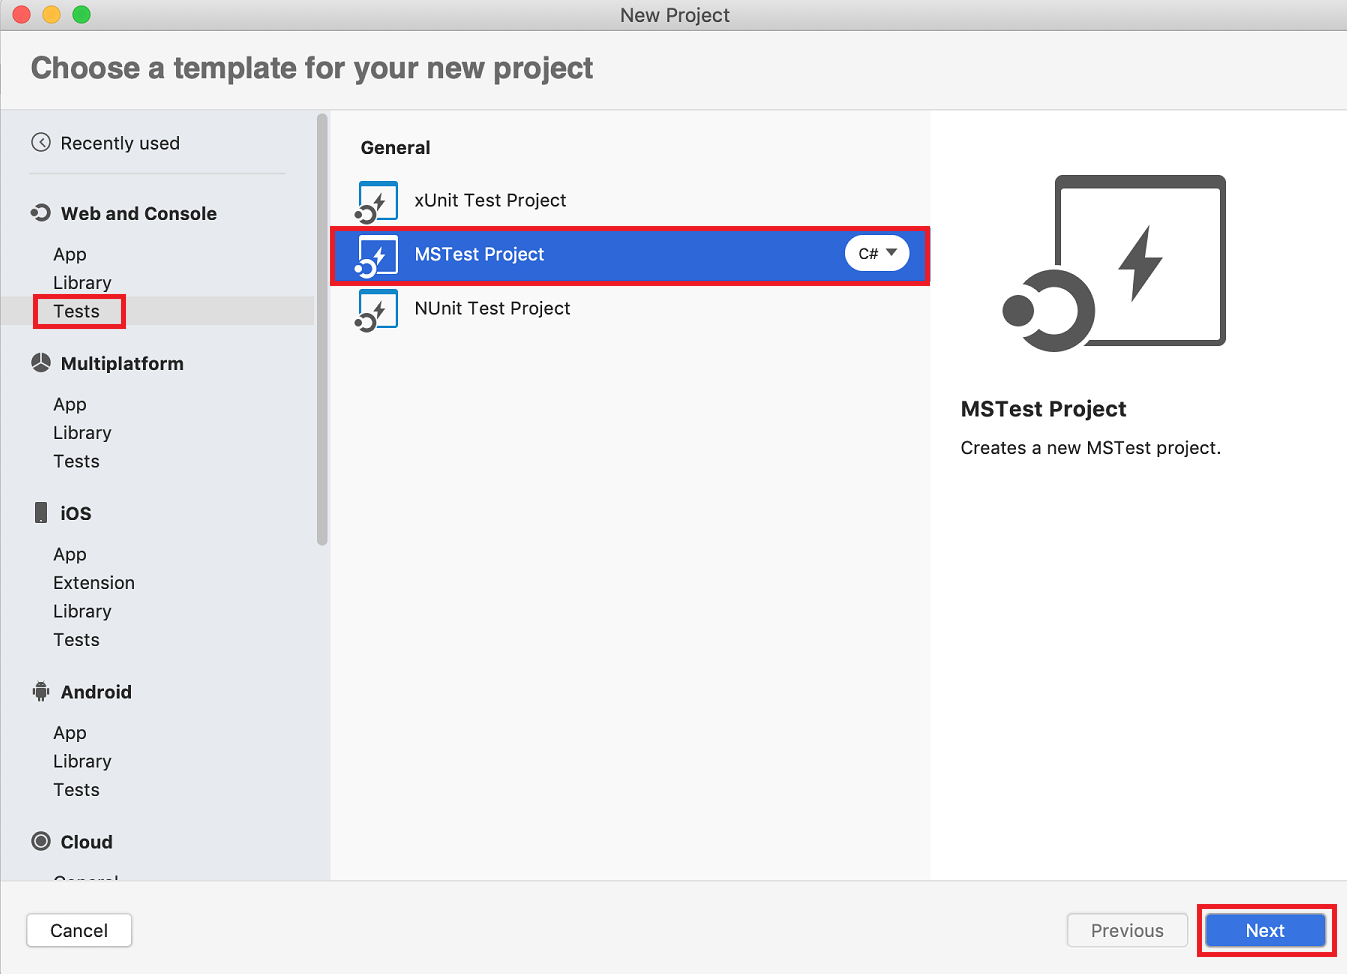 New Project
Choose a template for your new project
Recently used
Web and Console
App
Library
Tests
Multiplatform
App
Library
Tests
iOS
App
Extension
Library
Tests
Android
App
Library
Tests
Cloud
General
General
xUnit Test Project
MSTest Project C#
NUnit Test Project
MSTest Project
Creates a new MSTest project.
Cancel
Previous
Next